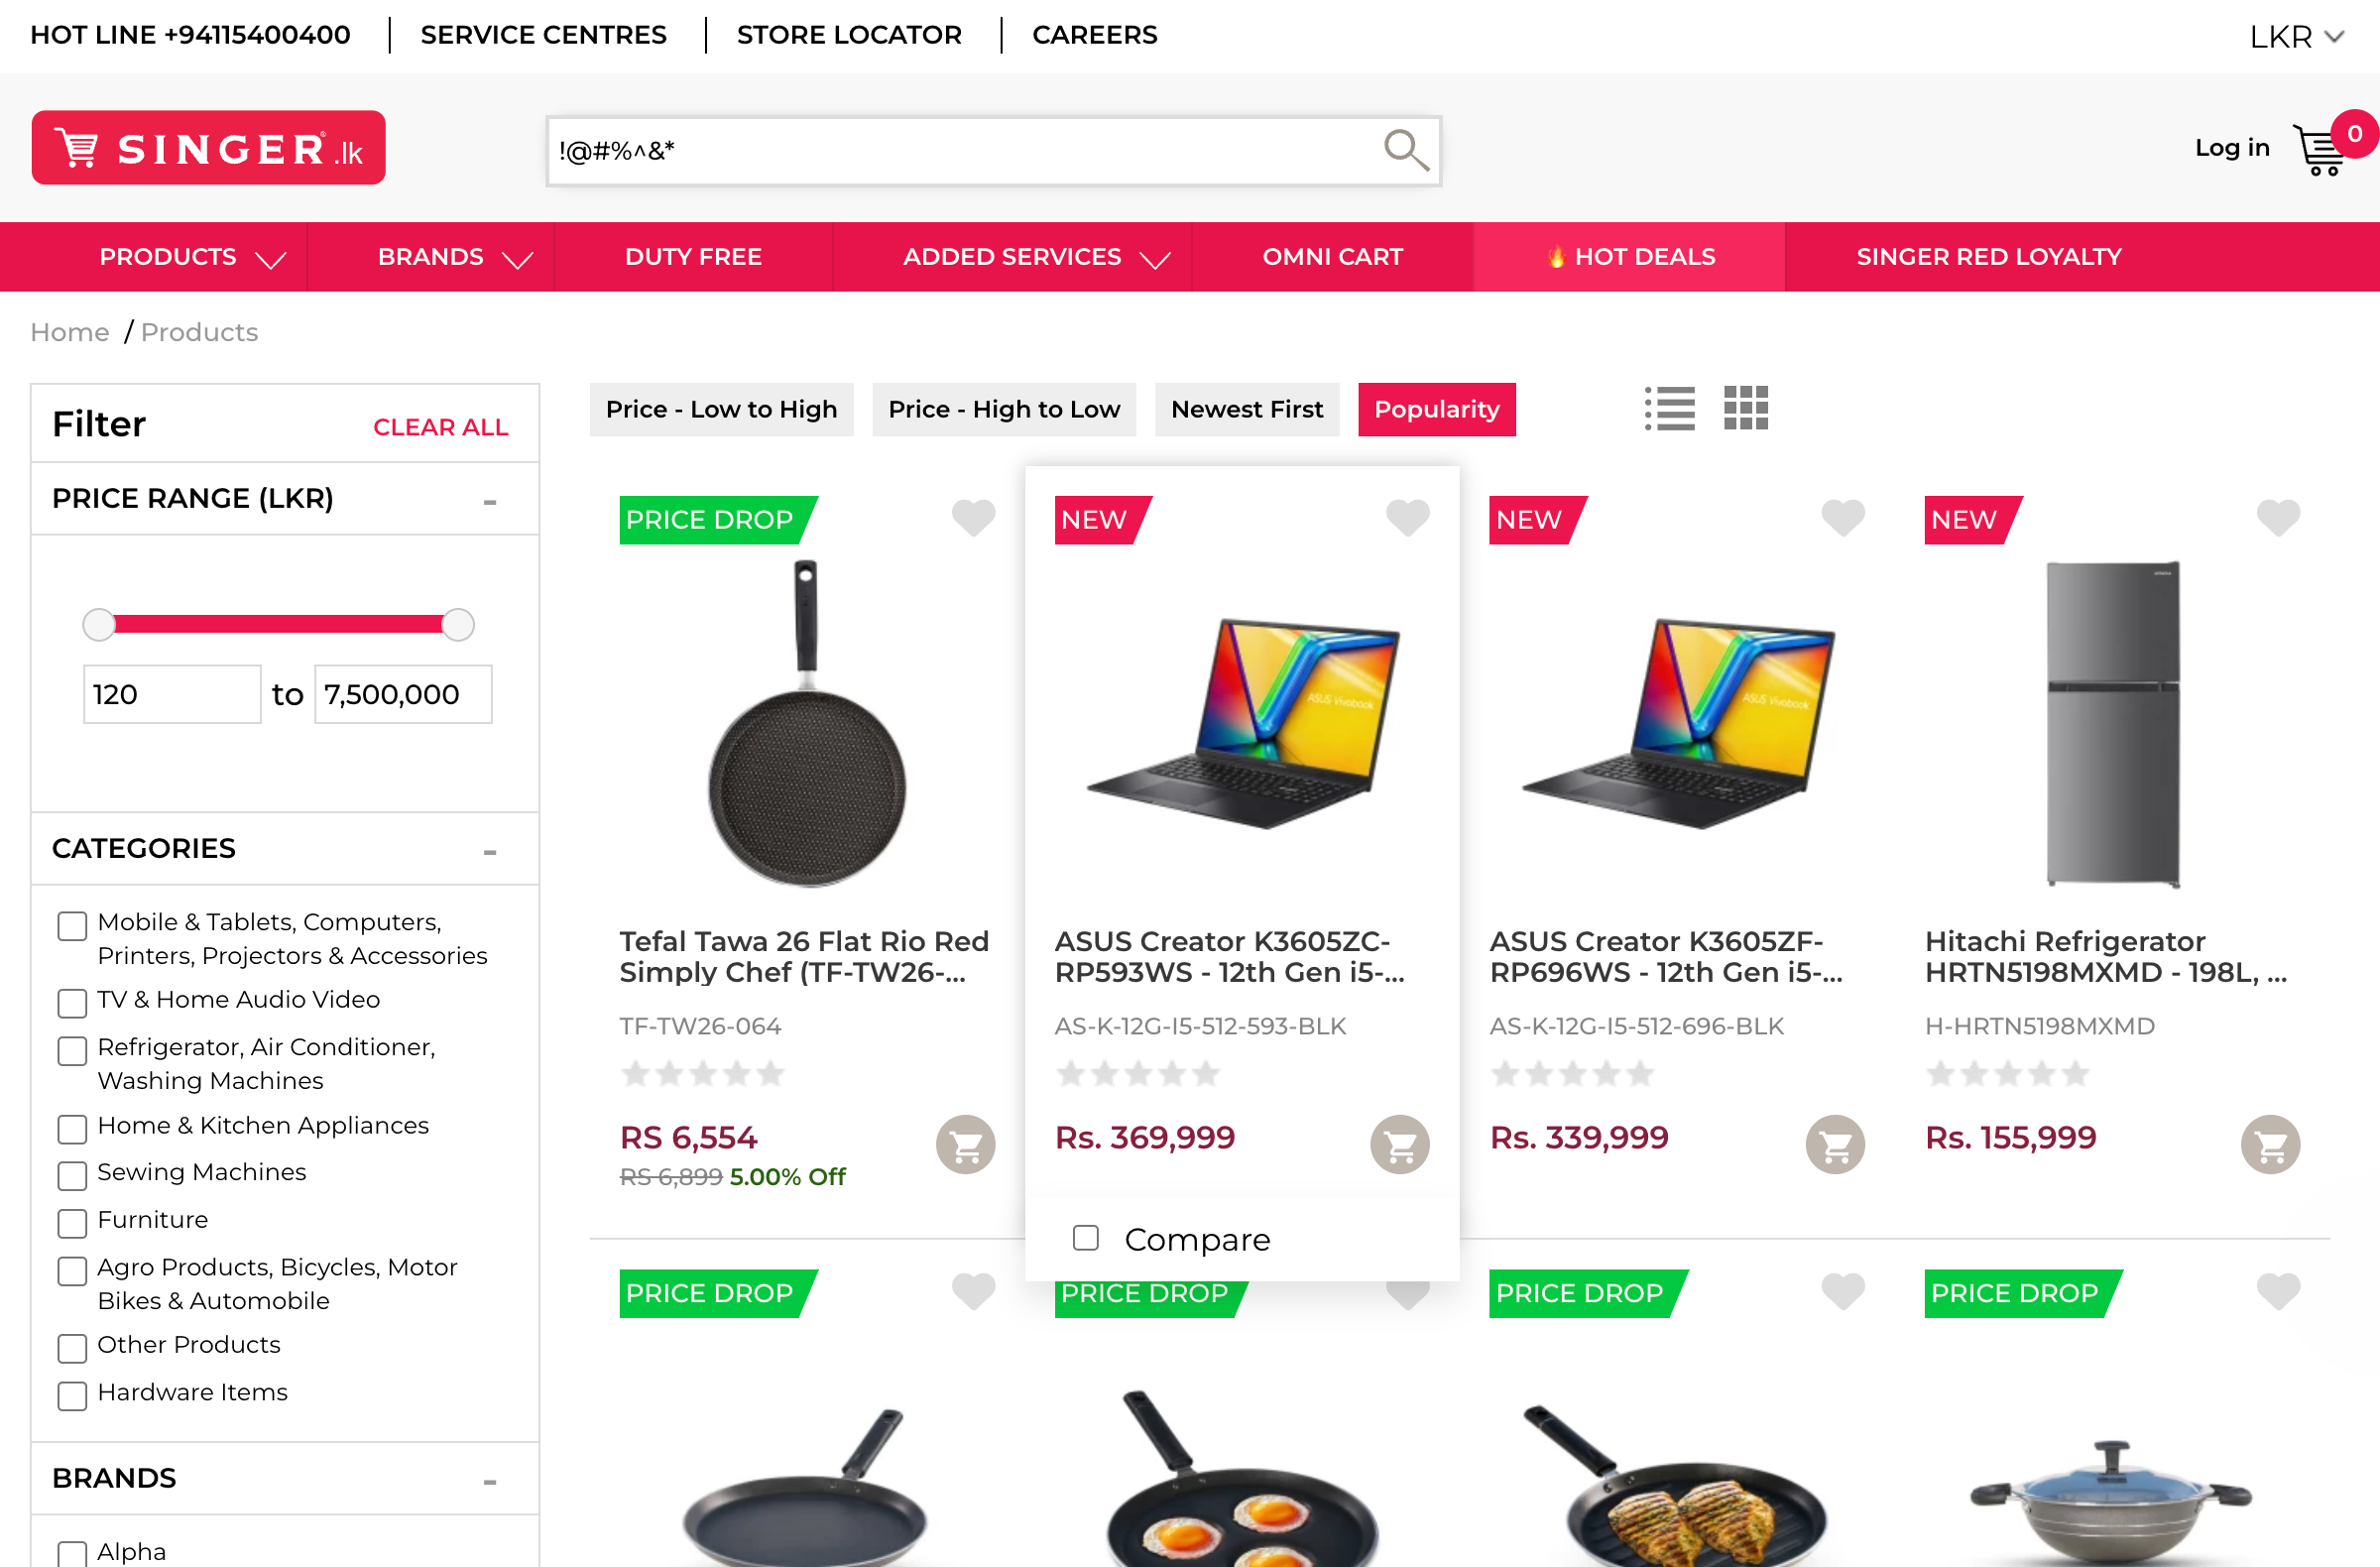 HOT LINE +94115400400
SERVICE CENTRES
STORE LOCATOR
CAREERS
LKR
SINGER® .lk
!@#%^&*
Log in
0
PRODUCTS
BRANDS
DUTY FREE
ADDED SERVICES
OMNI CART
🔥 HOT DEALS
SINGER RED LOYALTY
Home / Products
Filter
CLEAR ALL
PRICE RANGE (LKR) -
120 to 7,500,000
CATEGORIES -
Mobile & Tablets, Computers,
Printers, Projectors & Accessories
TV & Home Audio Video
Refrigerator, Air Conditioner,
Washing Machines
Home & Kitchen Appliances
Sewing Machines
Furniture
Agro Products, Bicycles, Motor
Bikes & Automobile
Other Products
Hardware Items
BRANDS -
Alpha
Price - Low to High
Price - High to Low
Newest First
Popularity
PRICE DROP
Tefal Tawa 26 Flat Rio Red
Simply Chef (TF-TW26-...
TF-TW26-064
RS 6,554
RS 6,899 5.00% Off
NEW
ASUS Vivobook
ASUS Creator K3605ZC-
RP593WS - 12th Gen i5-...
AS-K-12G-I5-512-593-BLK
Rs. 369,999
Compare
NEW
ASUS Vivobook
ASUS Creator K3605ZF-
RP696WS - 12th Gen i5-...
AS-K-12G-I5-512-696-BLK
Rs. 339,999
NEW
Hitachi Refrigerator
HRTN5198MXMD - 198L, ...
H-HRTN5198MXMD
Rs. 155,999
PRICE DROP
PRICE DROP
PRICE DROP
PRICE DROP